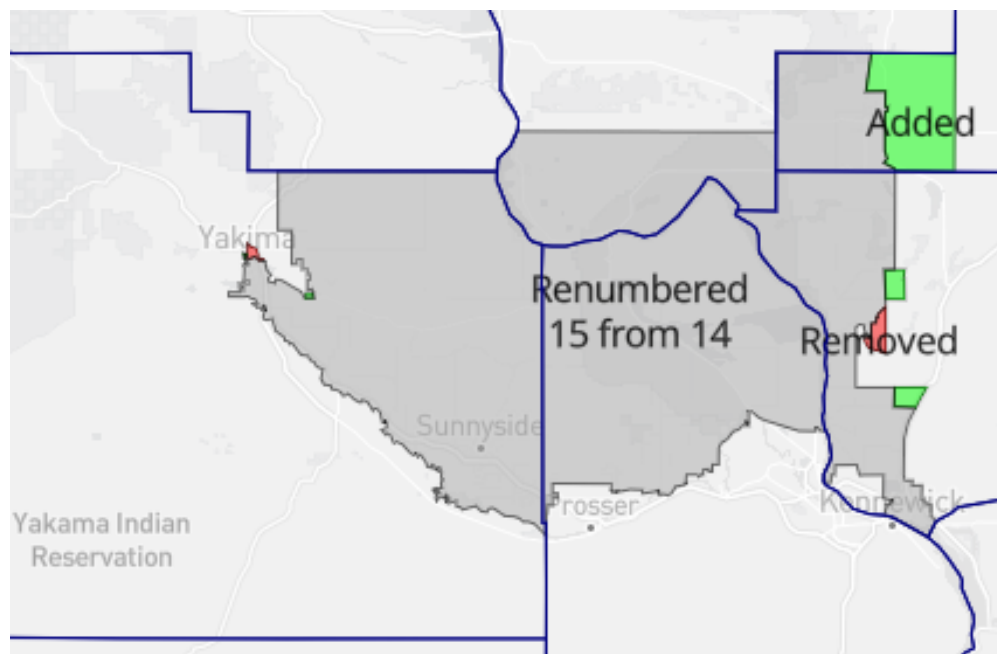 Added
Yakima
Renumbered
15 from 14
Removed
Sunnyside
Prosser
Kennewick
Yakama Indian
Reservation